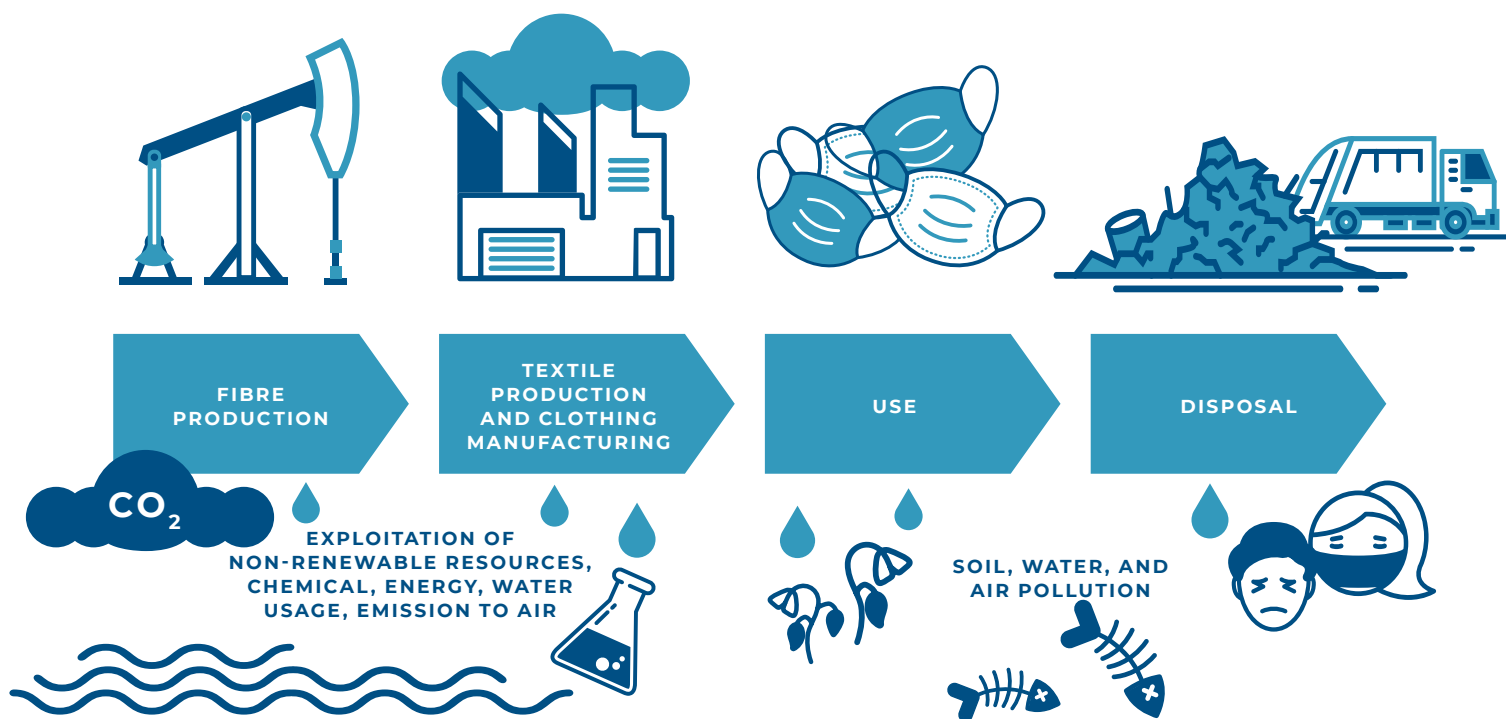 FIBRE
PRODUCTION
TEXTILE
PRODUCTION
AND CLOTHING
MANUFACTURING
USE
DISPOSAL
CO₂
EXPLOITATION OF
NON-RENEWABLE RESOURCES,
CHEMICAL, ENERGY, WATER
USAGE, EMISSION TO AIR
SOIL, WATER, AND
AIR POLLUTION